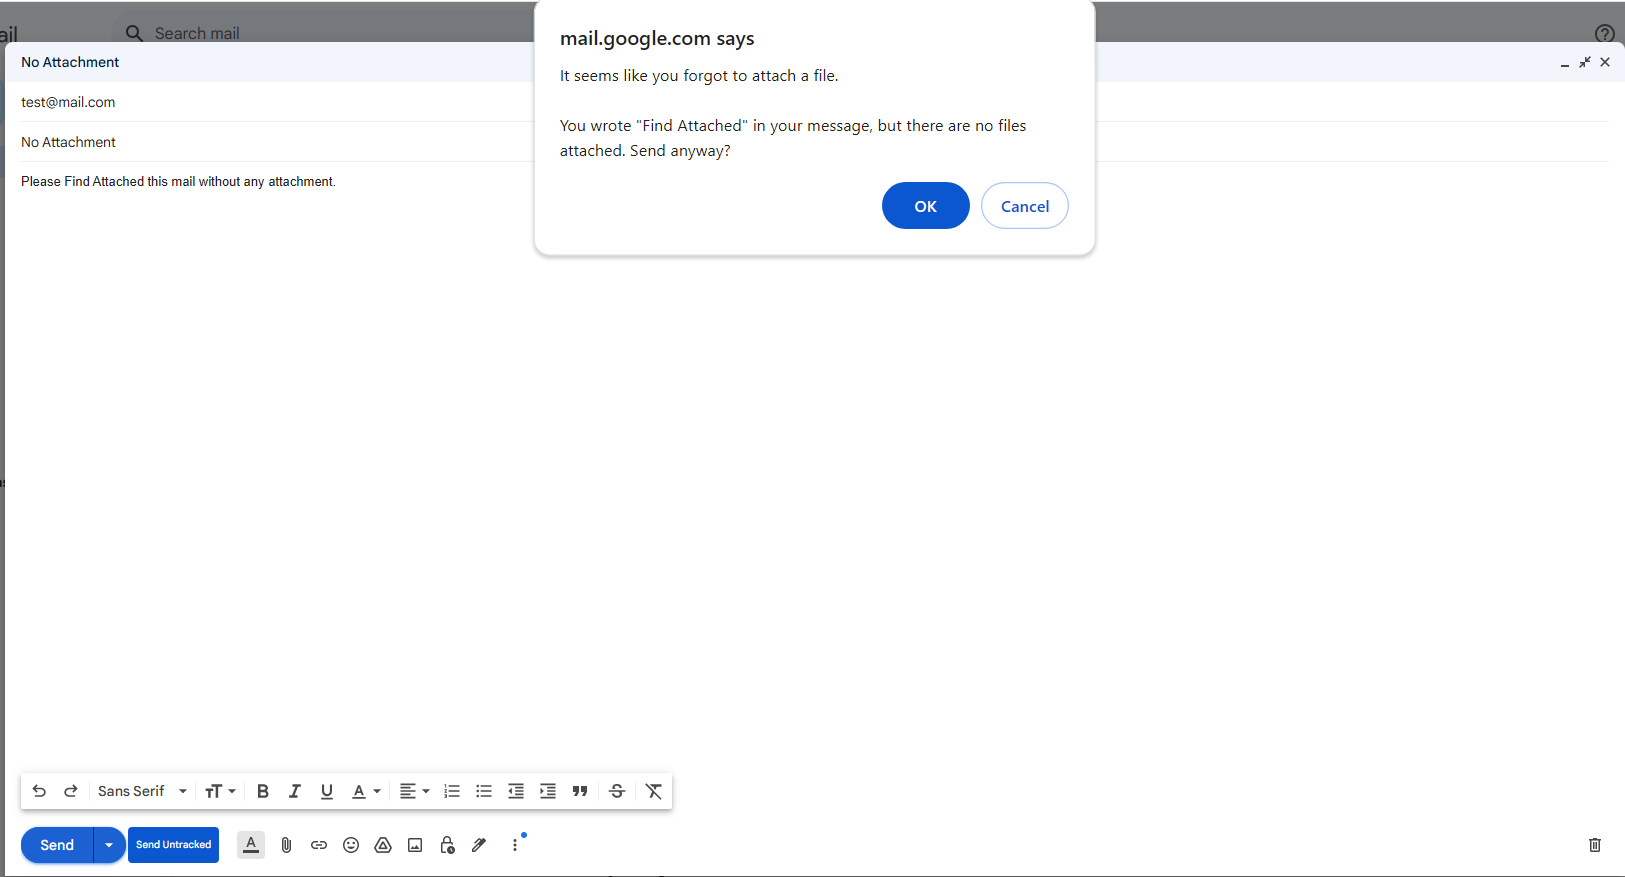 ail
Search mail
mail.google.com says
It seems like you forgot to attach a file.
You wrote "Find Attached" in your message, but there are no files
attached. Send anyway?
OK
Cancel
No Attachment
test@mail.com
No Attachment
Please Find Attached this mail without any attachment.
Sans Serif
Send
Send Untracked